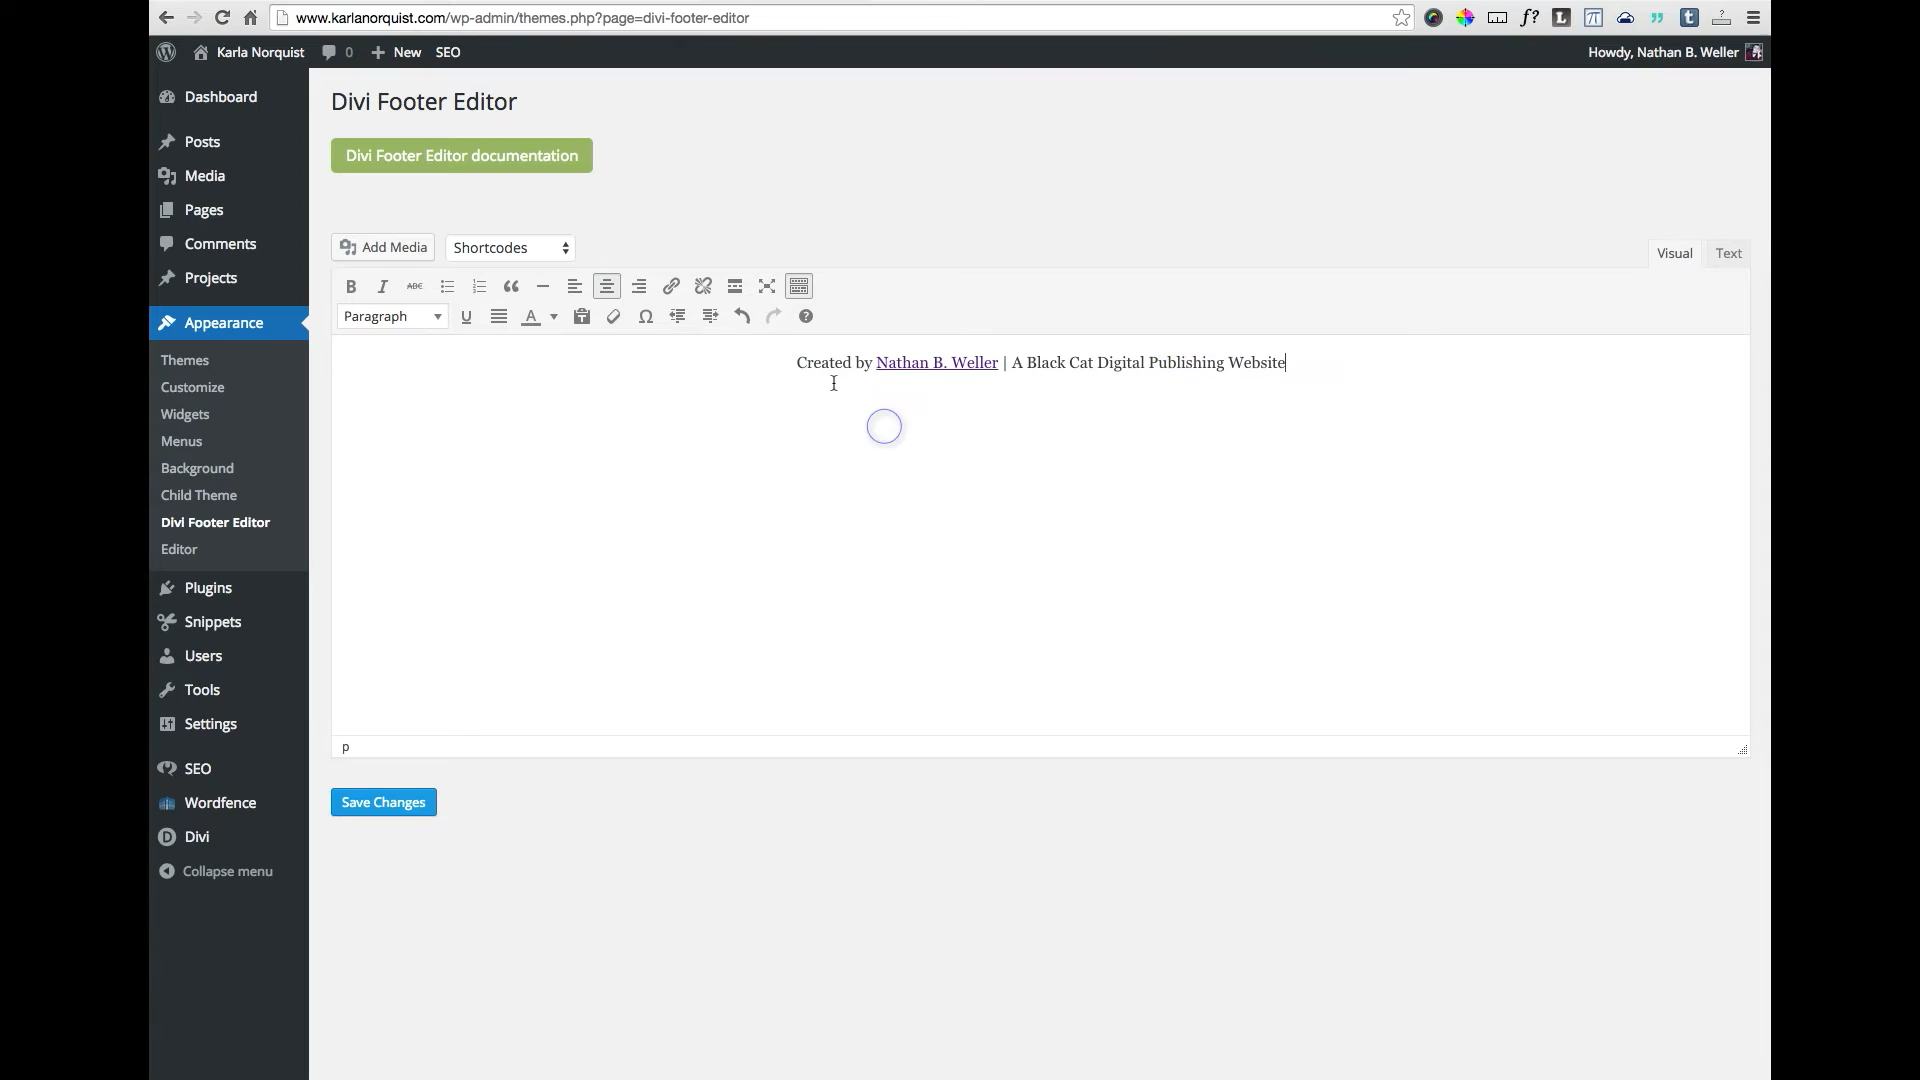 www.karlanorquist.com/wp-admin/themes.php?page=divi-footer-editor
f?
L
π
t
Karla Norquist
0
New
SEO
Howdy, Nathan B. Weller
Dashboard
Posts
Media
Pages
Comments
Projects
Appearance
Themes
Customize
Widgets
Menus
Background
Child Theme
Divi Footer Editor
Editor
Plugins
Snippets
Users
Tools
Settings
SEO
Wordfence
D Divi
Collapse menu
Divi Footer Editor
Divi Footer Editor documentation
Add Media
Shortcodes
Visual
Text
B I ABC
Paragraph
U
A
Ω
?
Created by Nathan B. Weller | A Black Cat Digital Publishing Website
p
Save Changes